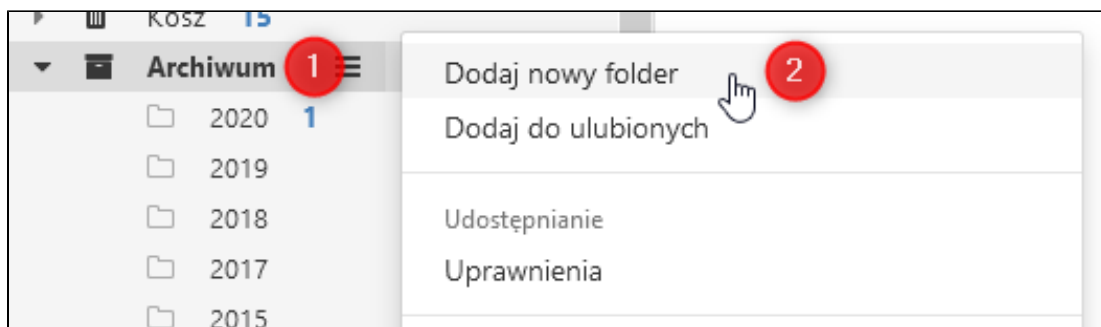 Kosz 15
Archiwum 1
2020 1
2019
2018
2017
2015
Dodaj nowy folder 2
Dodaj do ulubionych
Udostępnianie
Uprawnienia